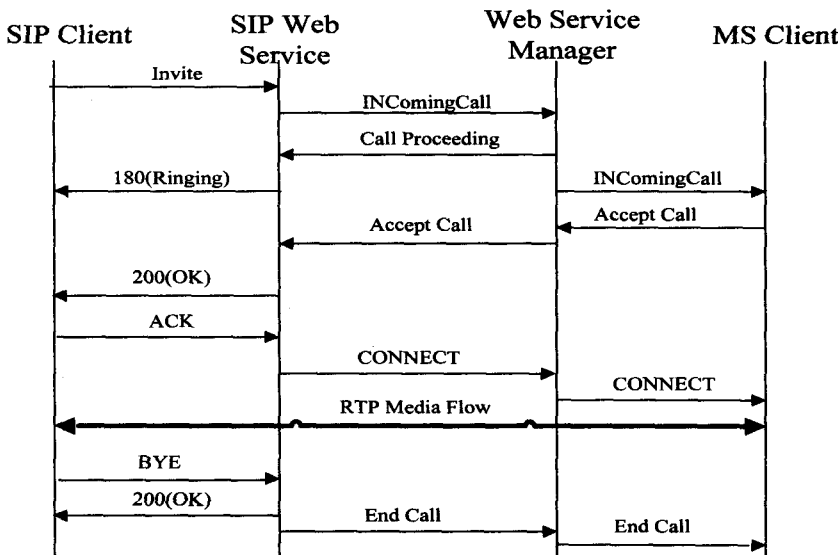 SIP Client
SIP Web
Service
Web Service
Manager
MS Client
Invite
INComingCall
Call Proceeding
180(Ringing)
INComingCall
Accept Call
Accept Call
200(OK)
ACK
CONNECT
CONNECT
RTP Media Flow
BYE
200(OK)
End Call
End Call